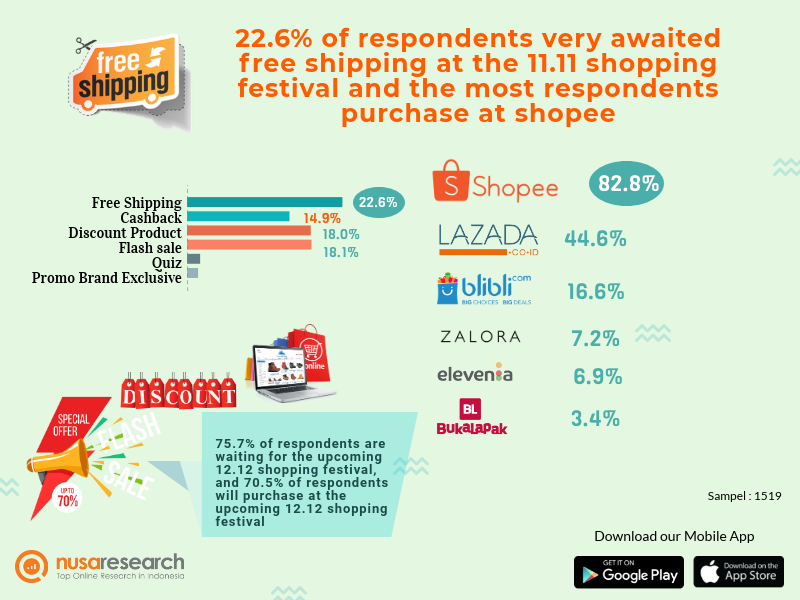 22.6% of respondents very awaited
free shipping at the 11.11 shopping
festival and the most respondents
purchase at shopee
free
shipping
Free Shipping
22.6%
Cashback
14.9%
Discount Product
18.0%
Flash sale
18.1%
Quiz
Promo Brand Exclusive
Shopee
82.8%
LAZADA
.CO.ID
44.6%
blibli.com
BIG CHOICES BIG DEALS
16.6%
ZALORA
7.2%
elevenia
6.9%
BL
BukaLapak
3.4%
online
DISCOUNT
SPECIAL
OFFER
FLASH
SALE
UP TO
70%
75.7% of respondents are
waiting for the upcoming
12.12 shopping festival,
and 70.5% of respondents
will purchase at the
upcoming 12.12 shopping
festival
Sampel : 1519
Download our Mobile App
GET IT ON
Google Play
Download on the
App Store
nusaresearch
Top Online Research in Indonesia